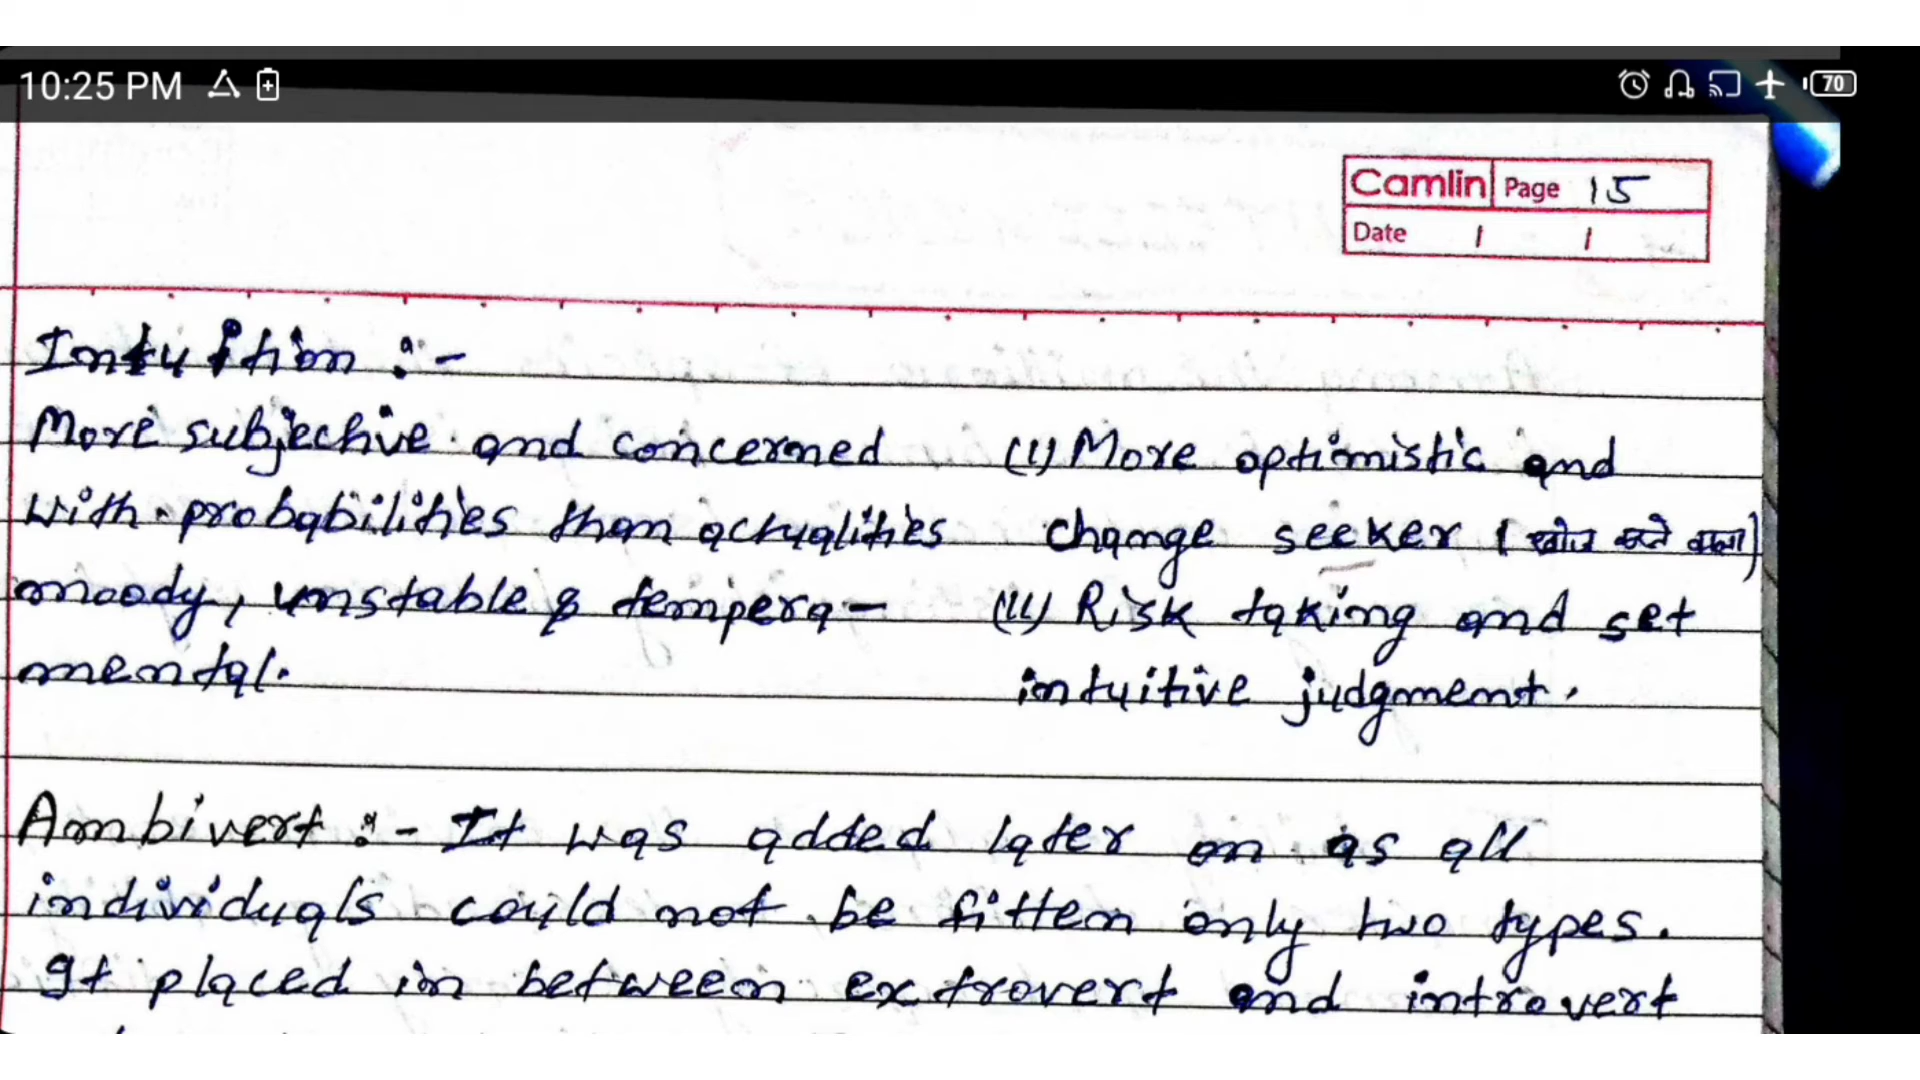 10:25 PM 70
Camlin Page 15
Date / /
Intuition :-
More subjective and concerned (i) More optimistic and
with probabilities than actualities change seeker (खोज करने वाला)
moody, unstable & tempera- (ii) Risk taking and set
mental. intuitive judgment.
Ambivert :- It was added later on as all
individuals could not be fitten only two types.
It placed in between extrovert and introvert